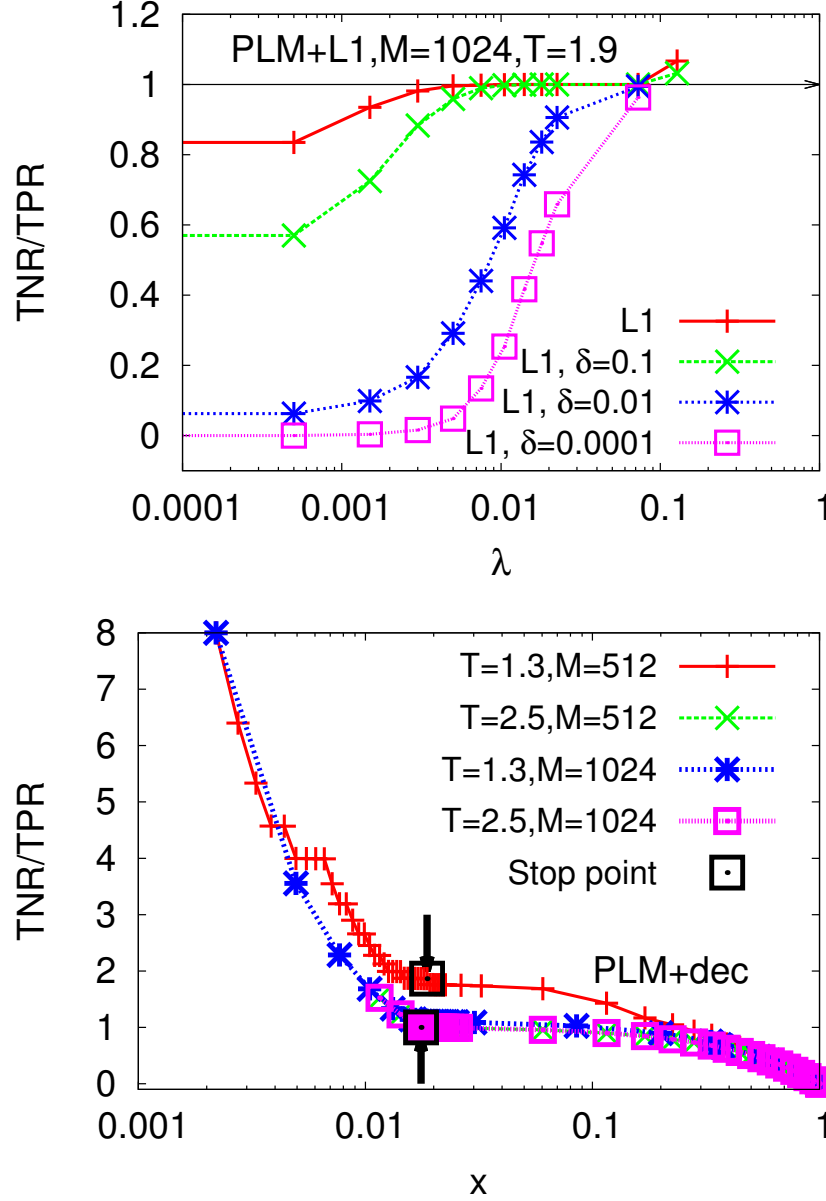 PLM+L1,M=1024,T=1.9
TNR/TPR
1.2
1
0.8
0.6
0.4
0.2
0
L1
L1, δ=0.1
L1, δ=0.01
L1, δ=0.0001
0.0001 0.001 0.01 0.1 1
λ
TNR/TPR
8
7
6
5
4
3
2
1
0
T=1.3,M=512
T=2.5,M=512
T=1.3,M=1024
T=2.5,M=1024
Stop point
PLM+dec
0.001 0.01 0.1 1
x